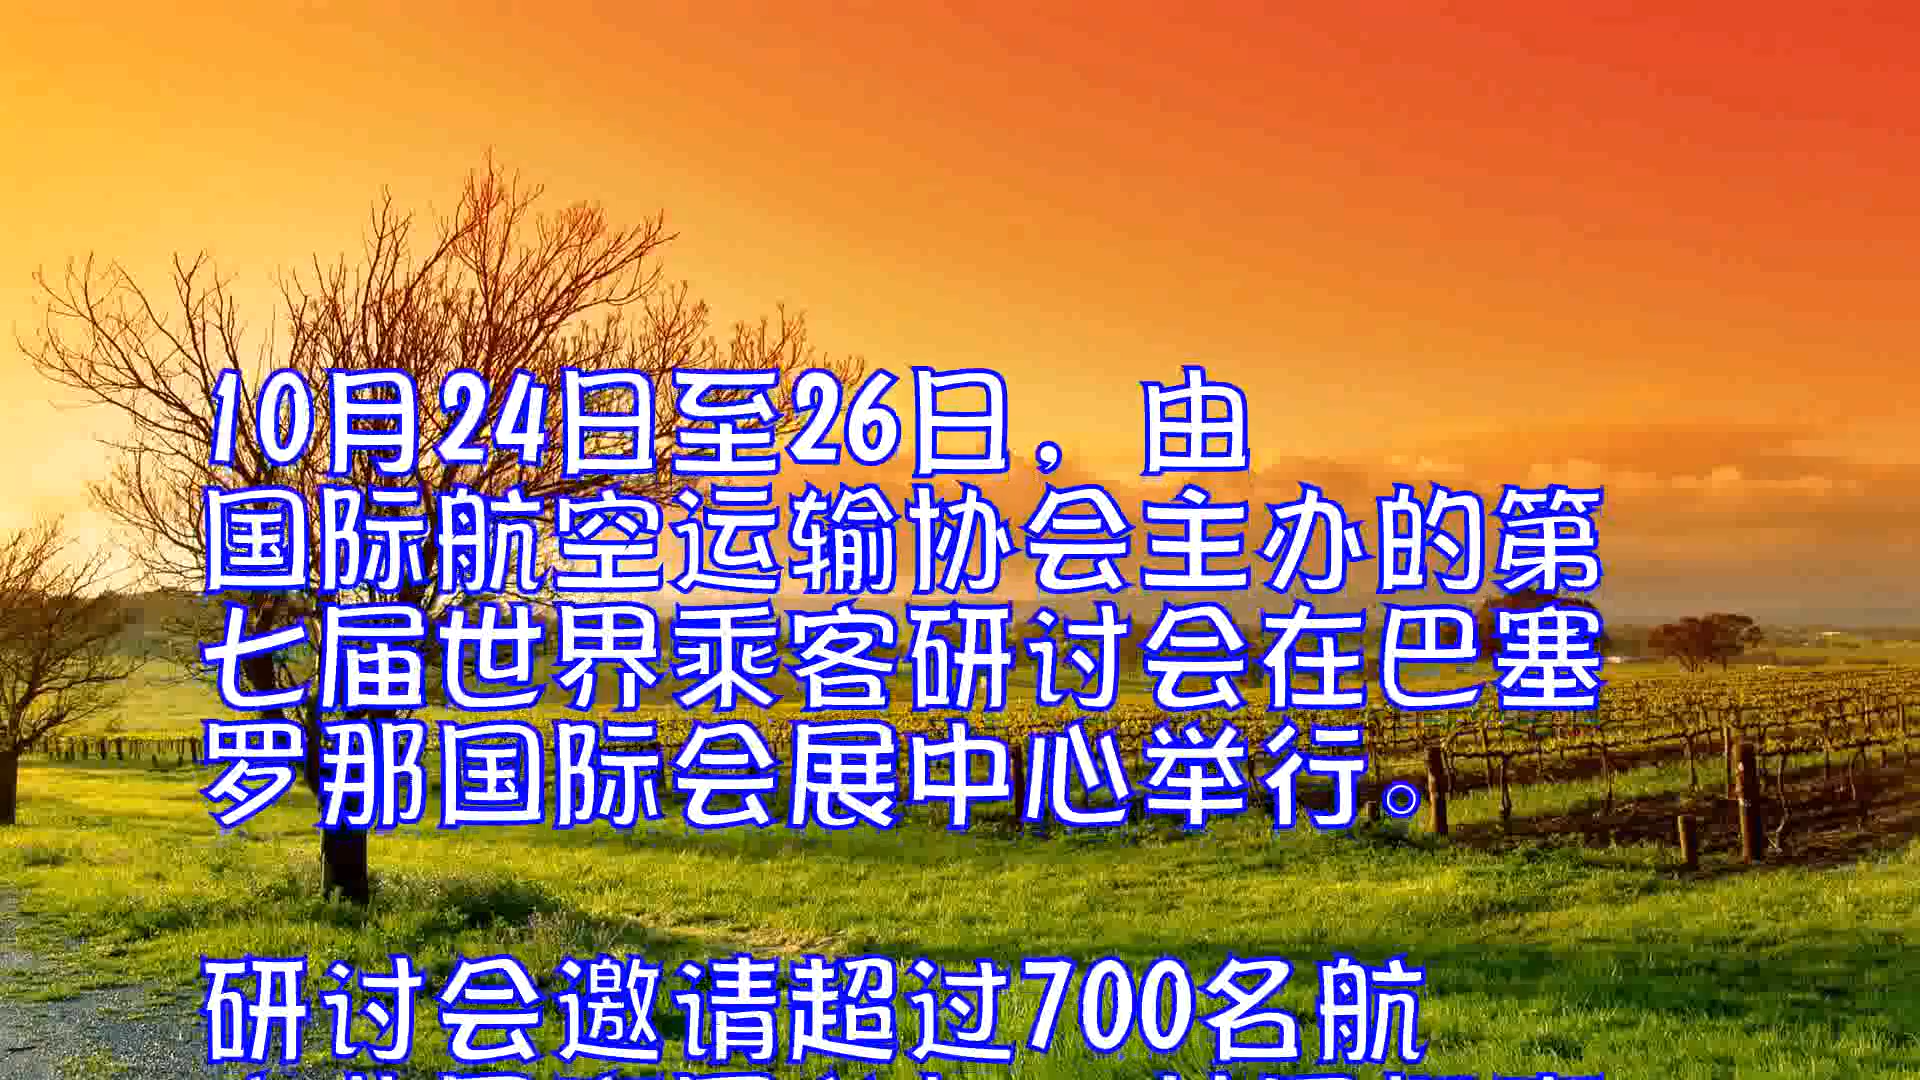 10月24日至26日，由
国际航空运输协会主办的第
七届世界乘客研讨会在巴塞
罗那国际会展中心举行。
研讨会邀请超过700名航